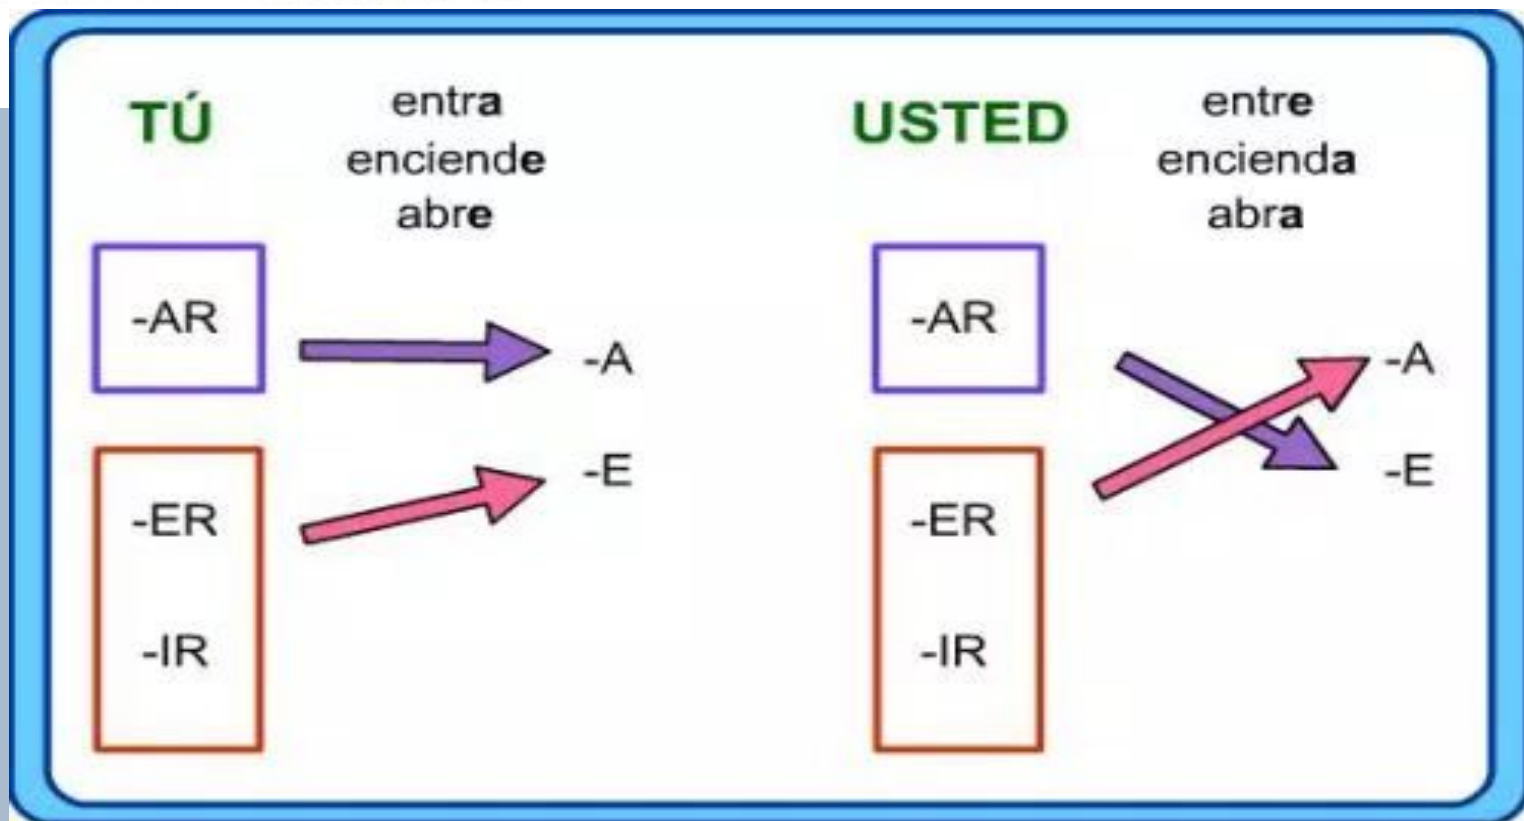 TÚ
entra
enciende
abre
-AR
-A
-E
-ER
-IR
USTED
entre
encienda
abra
-AR
-A
-E
-ER
-IR